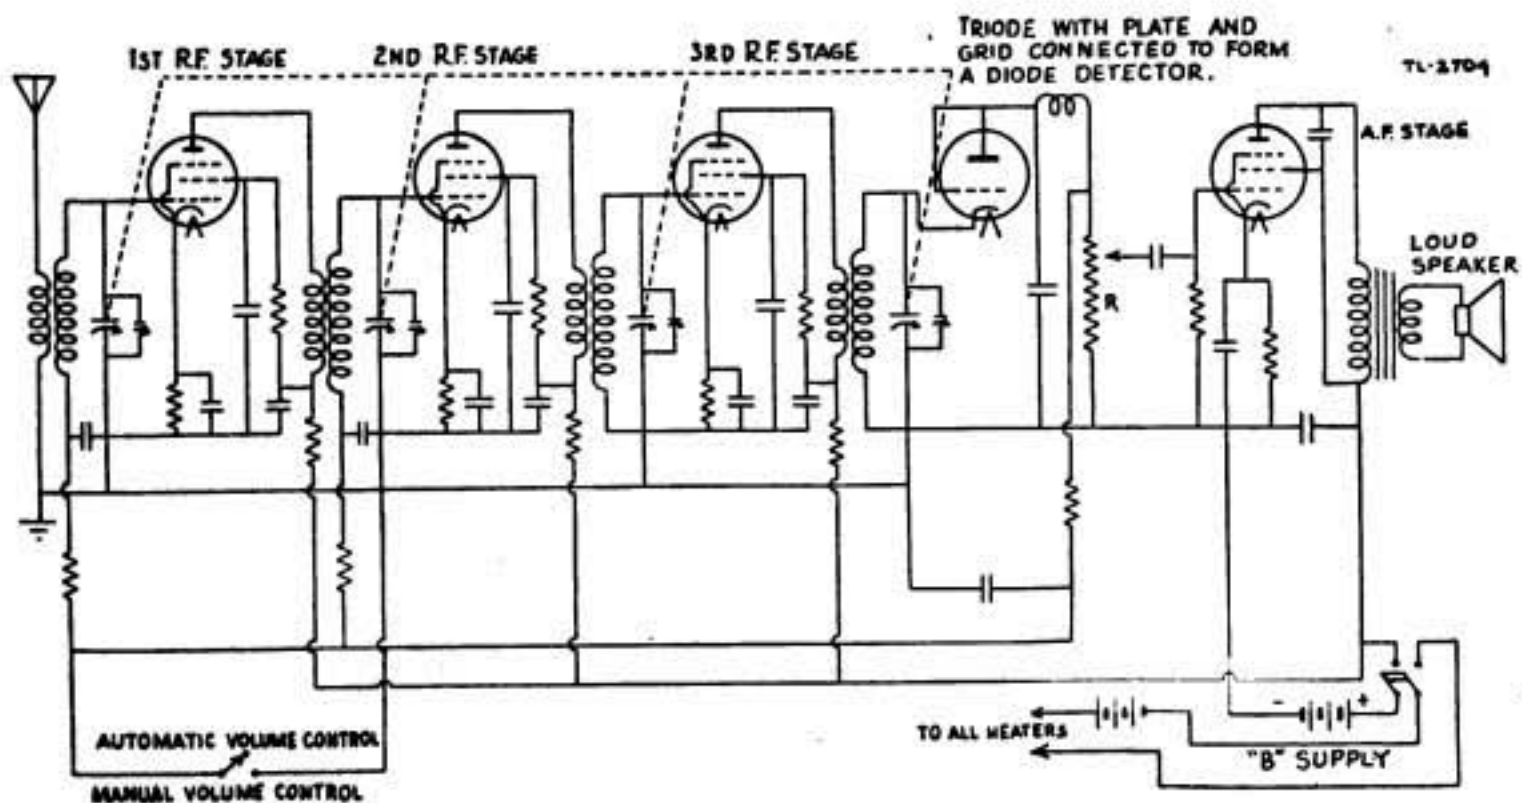 1ST R.F. STAGE
2ND R.F. STAGE
3RD R.F. STAGE
TRIODE WITH PLATE AND
GRID CONNECTED TO FORM
A DIODE DETECTOR.
TL-2709
A.F. STAGE
LOUD
SPEAKER
R
- +
TO ALL HEATERS
"B" SUPPLY
AUTOMATIC VOLUME CONTROL
MANUAL VOLUME CONTROL